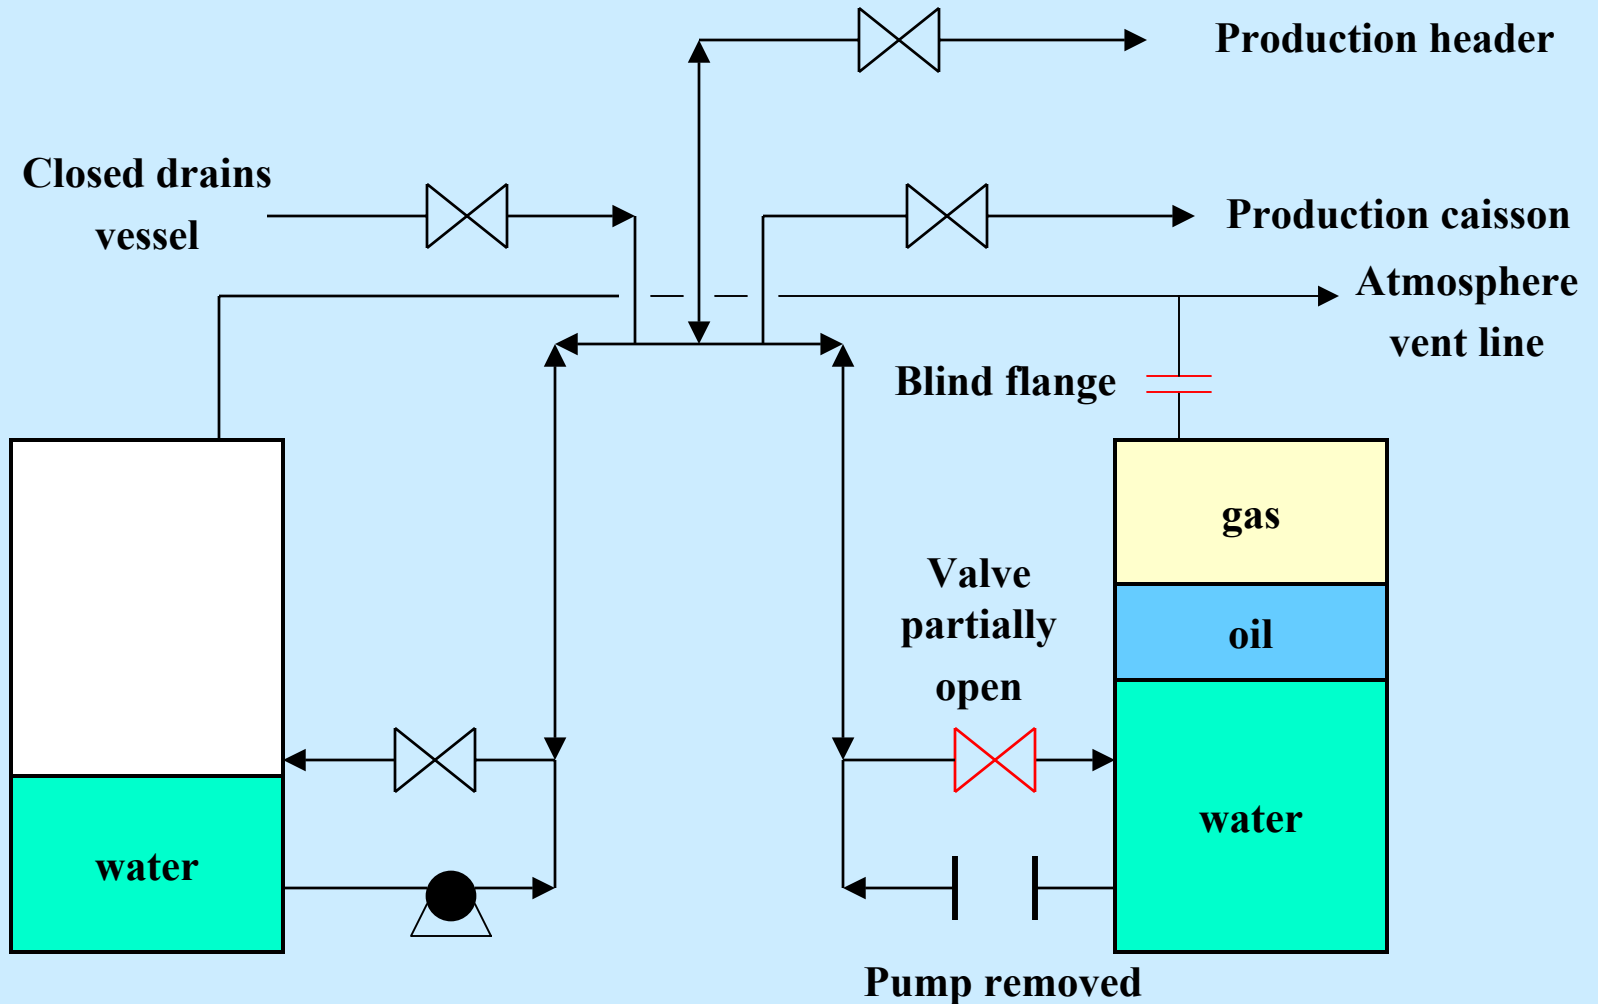 Production header
Closed drains
vessel
Production caisson
Atmosphere
vent line
Blind flange
gas
Valve
partially
open
oil
water
water
Pump removed